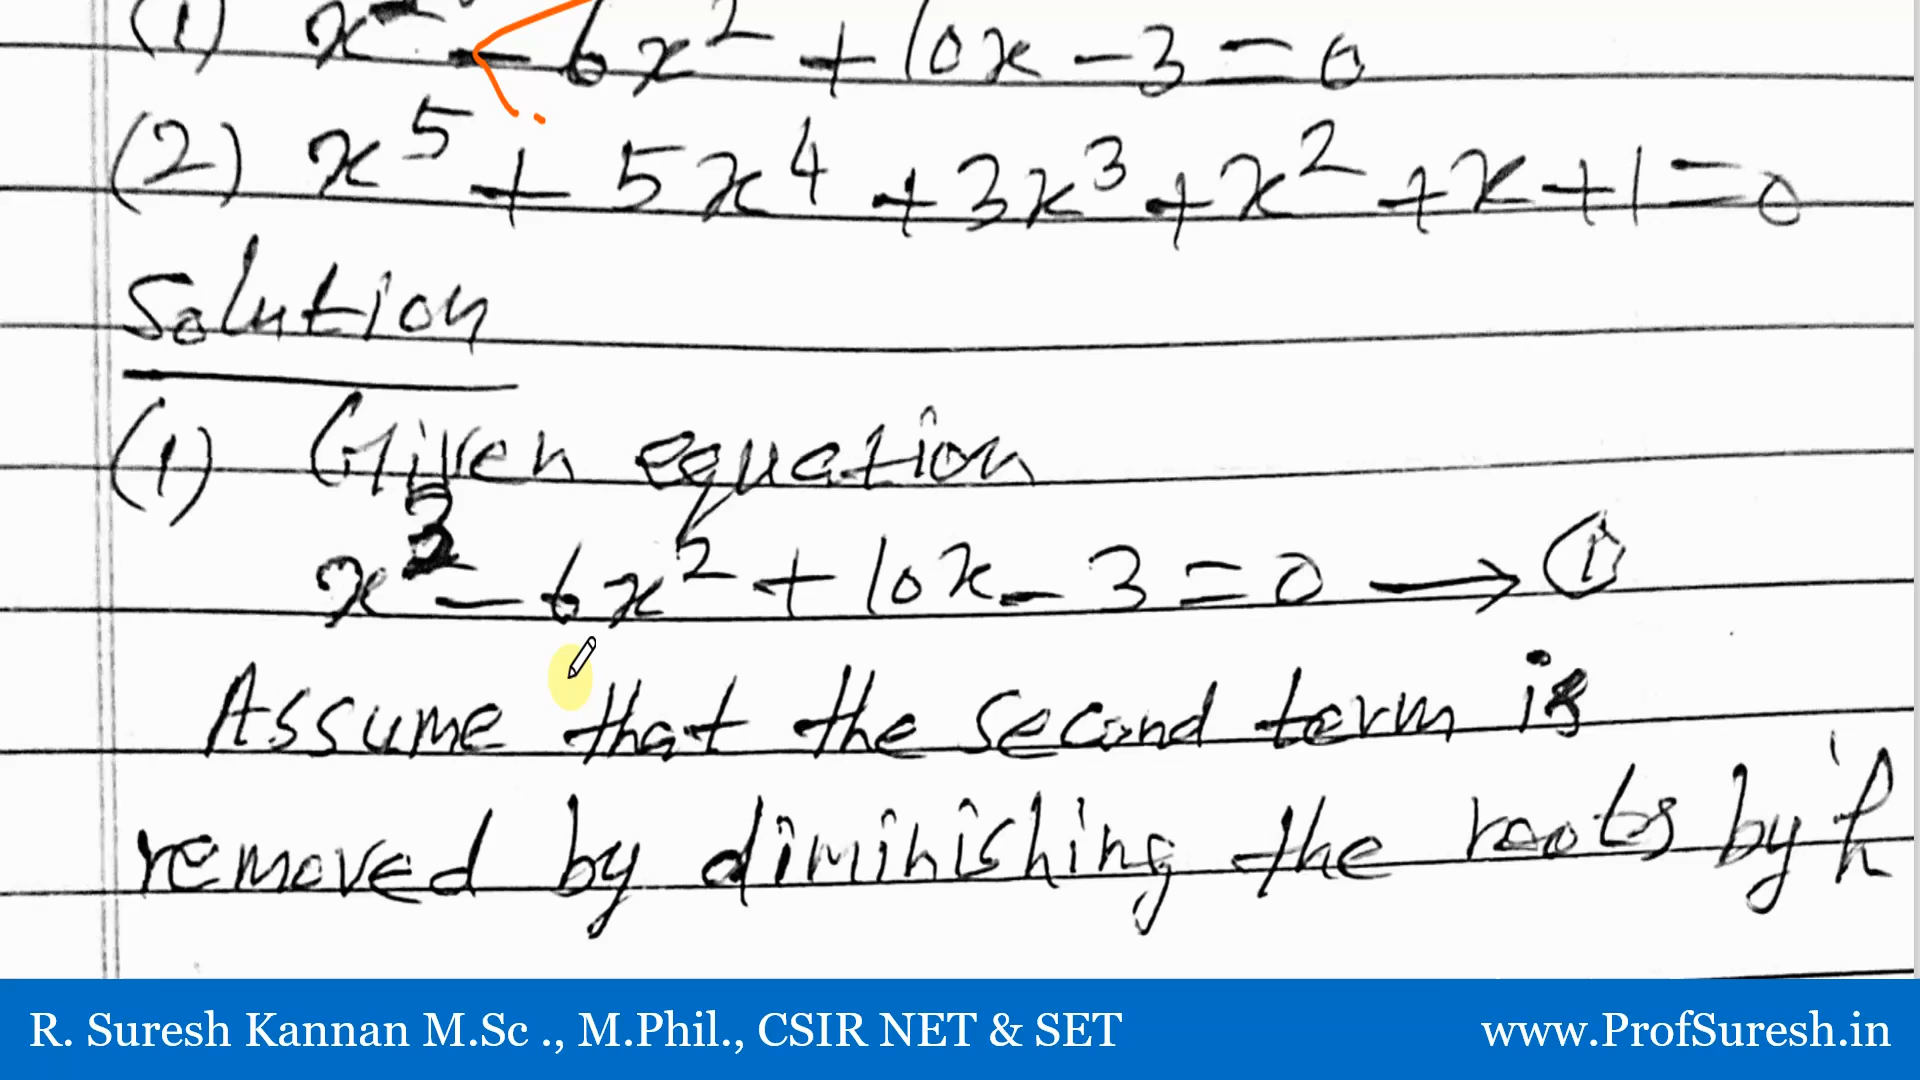 (1) x³ - 6x² + 10x - 3 = 0
(2) x⁵ + 5x⁴ + 3x³ + x² + x + 1 = 0
Solution
(1) Given equation
x³ - 6x² + 10x - 3 = 0 → ①
Assume that the second term is
removed by diminishing the roots by 'h
R. Suresh Kannan M.Sc ., M.Phil., CSIR NET & SET
www.ProfSuresh.in